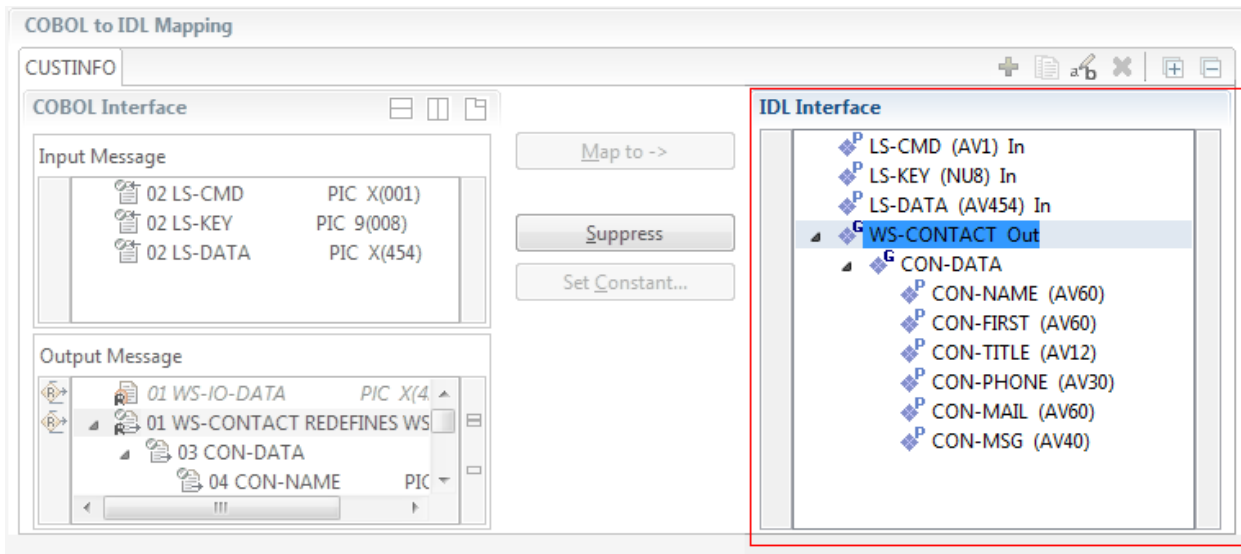 COBOL to IDL Mapping
CUSTINFO
COBOL Interface
Input Message
02 LS-CMD PIC X(001)
02 LS-KEY PIC 9(008)
02 LS-DATA PIC X(454)
Output Message
01 WS-IO-DATA PIC X(4
01 WS-CONTACT REDEFINES WS
03 CON-DATA
04 CON-NAME PIC
Map to ->
Suppress
Set Constant...
IDL Interface
LS-CMD (AV1) In
LS-KEY (NU8) In
LS-DATA (AV454) In
WS-CONTACT Out
CON-DATA
CON-NAME (AV60)
CON-FIRST (AV60)
CON-TITLE (AV12)
CON-PHONE (AV30)
CON-MAIL (AV60)
CON-MSG (AV40)